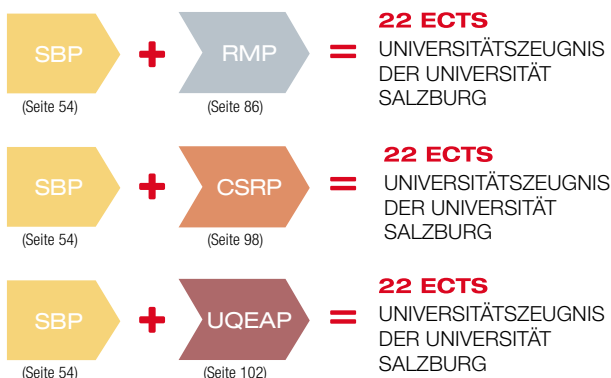 SBP + RMP = 22 ECTS
UNIVERSITÄTSZEUGNIS
DER UNIVERSITÄT
SALZBURG
(Seite 54) (Seite 86)
SBP + CSRP = 22 ECTS
UNIVERSITÄTSZEUGNIS
DER UNIVERSITÄT
SALZBURG
(Seite 54) (Seite 98)
SBP + UQEAP = 22 ECTS
UNIVERSITÄTSZEUGNIS
DER UNIVERSITÄT
SALZBURG
(Seite 54) (Seite 102)